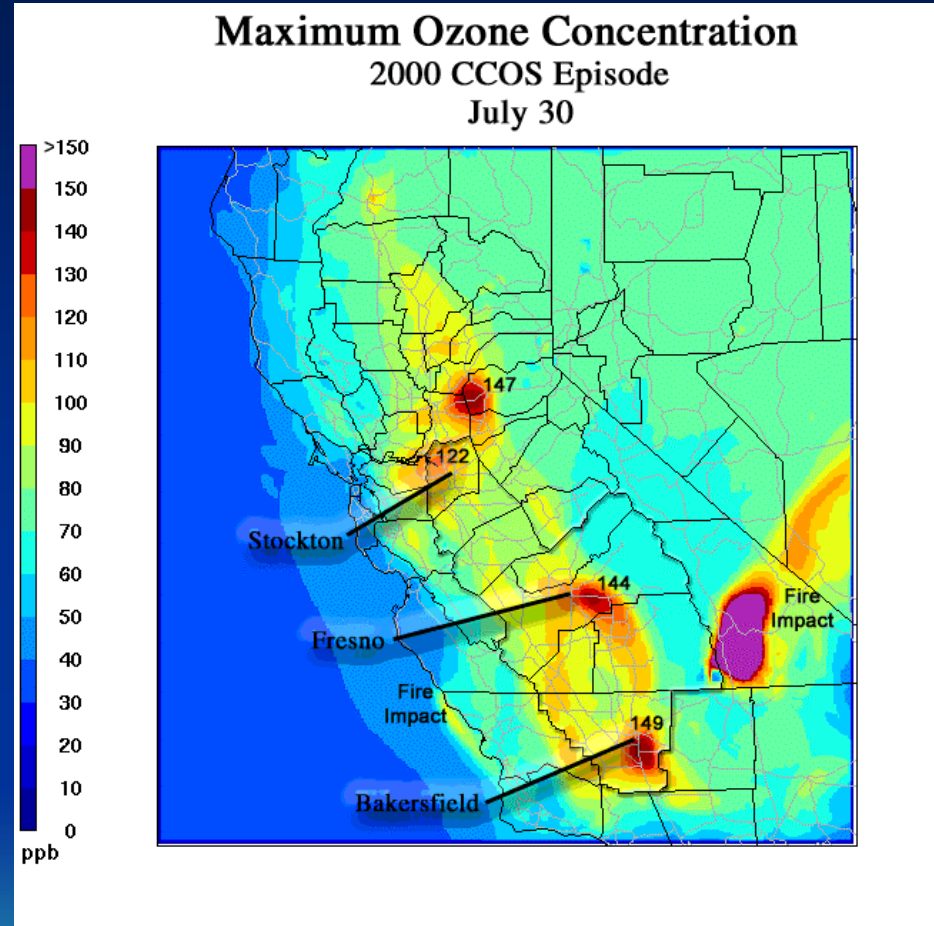 Maximum Ozone Concentration
2000 CCOS Episode
July 30
>150
150
140
130
120
110
100
90
80
70
60
50
40
30
20
10
0
ppb
147
122
Stockton
144
Fresno
Fire
Impact
Fire
Impact
149
Bakersfield